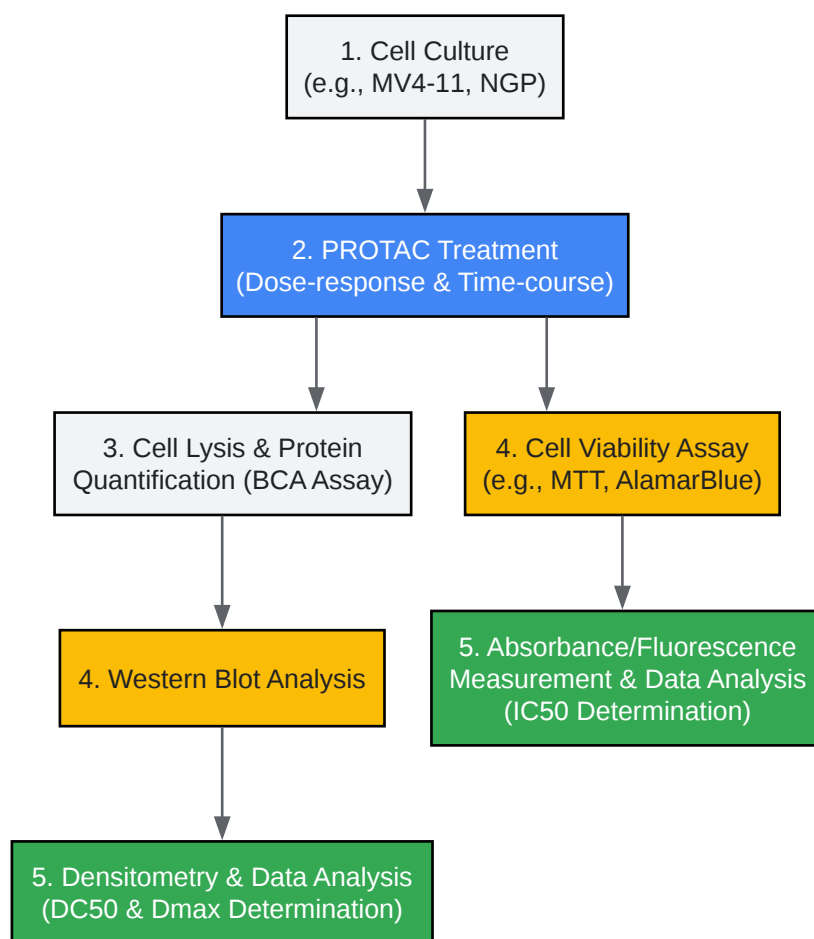 1. Cell Culture
(e.g., MV4-11, NGP)
2. PROTAC Treatment
(Dose-response & Time-course)
3. Cell Lysis & Protein
Quantification (BCA Assay)
4. Cell Viability Assay
(e.g., MTT, AlamarBlue)
4. Western Blot Analysis
5. Absorbance/Fluorescence
Measurement & Data Analysis
(IC50 Determination)
5. Densitometry & Data Analysis
(DC50 & Dmax Determination)